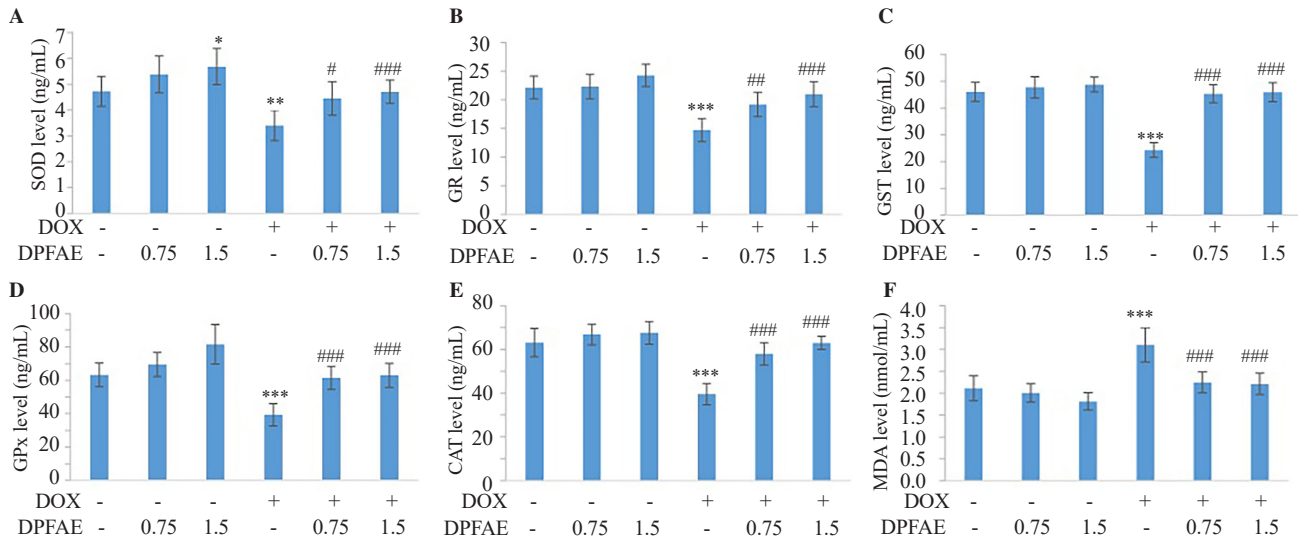 A
SOD level (ng/mL)
7
6
5
4
3
2
1
0
*
**
#
###
DOX - - - + + +
DPFAE - 0.75 1.5 - 0.75 1.5
B
GR level (ng/mL)
30
25
20
15
10
5
0
***
##
###
DOX - - - + + +
DPFAE - 0.75 1.5 - 0.75 1.5
C
GST level (ng/mL)
60
50
40
30
20
10
0
***
###
###
DOX - - - + + +
DPFAE - 0.75 1.5 - 0.75 1.5
D
GPx level (ng/mL)
100
80
60
40
20
0
***
###
###
DOX - - - + + +
DPFAE - 0.75 1.5 - 0.75 1.5
E
CAT level (ng/mL)
80
60
40
20
0
***
###
###
DOX - - - + + +
DPFAE - 0.75 1.5 - 0.75 1.5
F
MDA level (nmol/mL)
4.0
3.5
3.0
2.5
2.0
1.5
1.0
0.5
0.0
***
###
###
DOX - - - + + +
DPFAE - 0.75 1.5 - 0.75 1.5